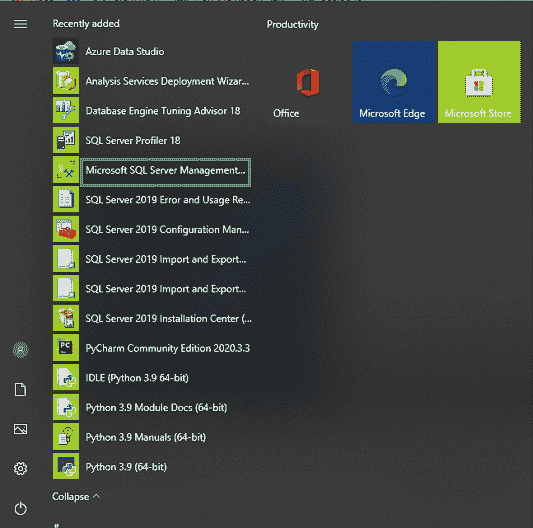 Recently added
Productivity
Azure Data Studio
Analysis Services Deployment Wizar...
Database Engine Tuning Advisor 18
SQL Server Profiler 18
Microsoft SQL Server Management...
SQL Server 2019 Error and Usage Re...
SQL Server 2019 Configuration Man...
SQL Server 2019 Import and Export...
SQL Server 2019 Import and Export...
SQL Server 2019 Installation Center (...
PC
PyCharm Community Edition 2020.3.3
IDLE (Python 3.9 64-bit)
Python 3.9 Module Docs (64-bit)
Python 3.9 Manuals (64-bit)
Python 3.9 (64-bit)
Collapse
Office
Microsoft Edge
Microsoft Store